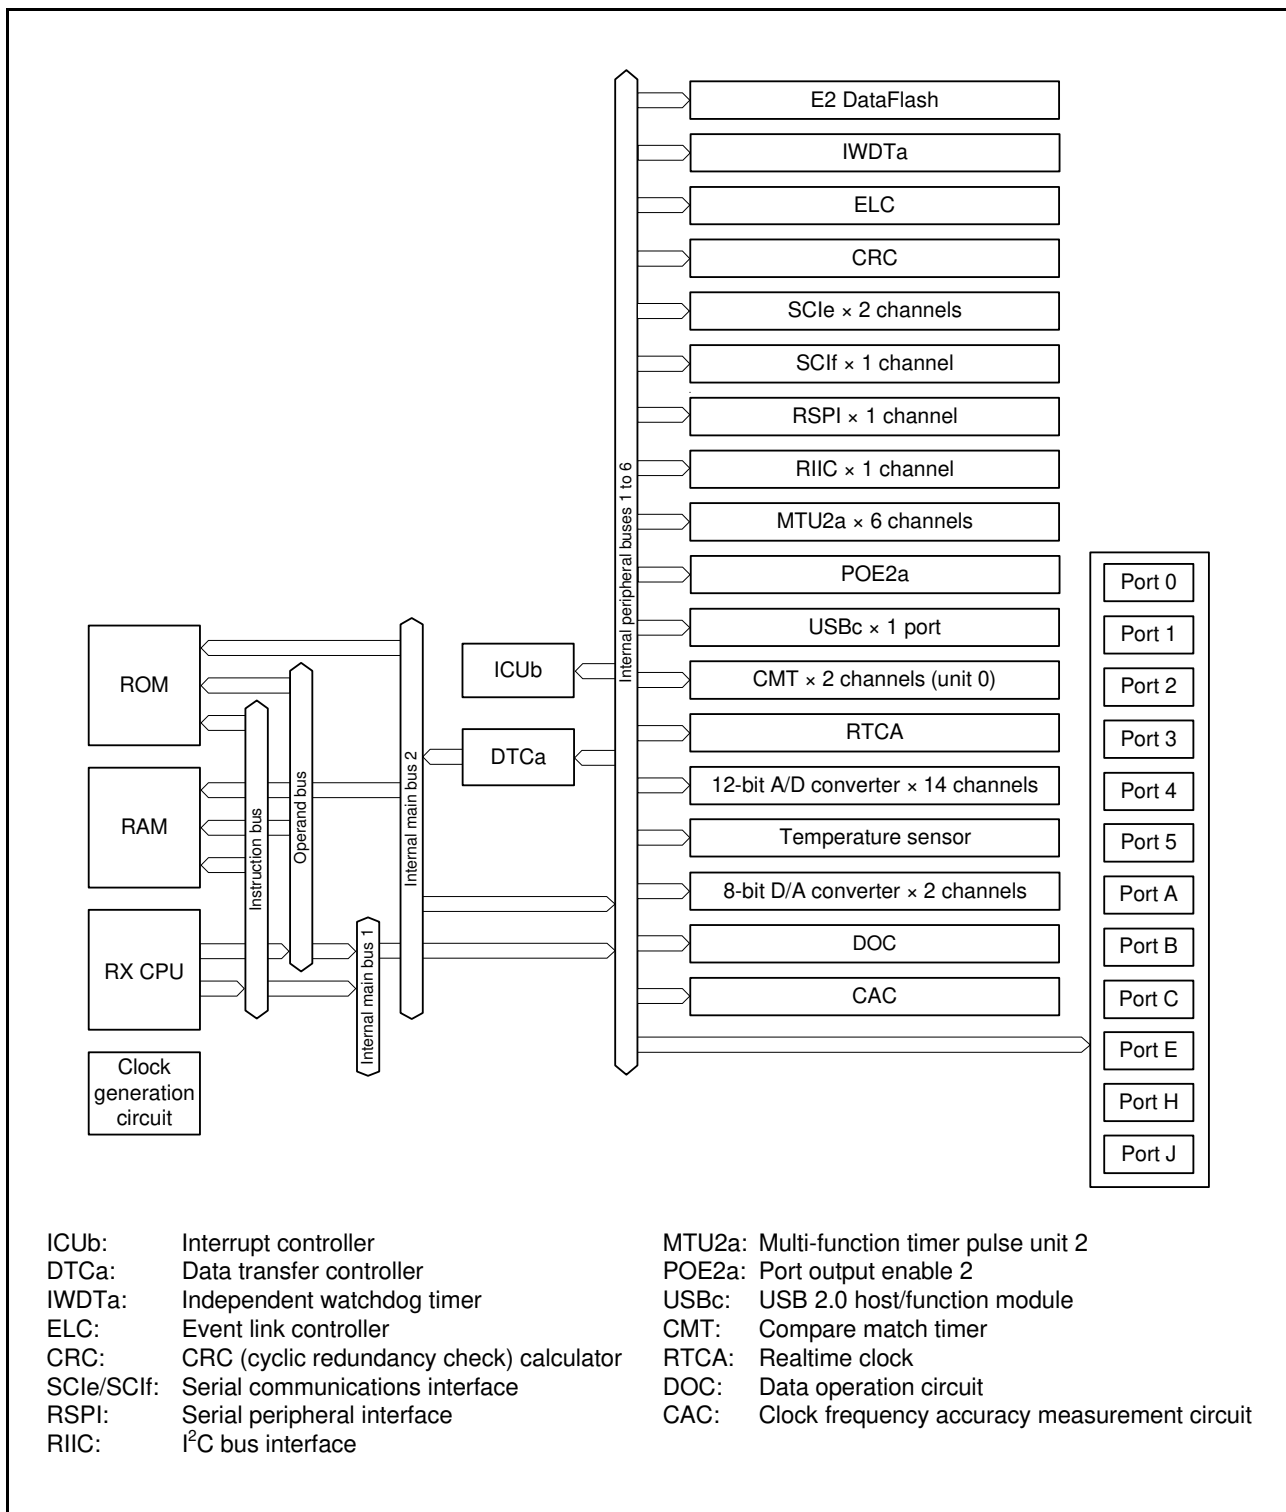 E2 DataFlash
IWDTa
ELC
CRC
SCIe × 2 channels
SCIf × 1 channel
RSPI × 1 channel
RIIC × 1 channel
MTU2a × 6 channels
POE2a
USBc × 1 port
CMT × 2 channels (unit 0)
RTCA
12-bit A/D converter × 14 channels
Temperature sensor
8-bit D/A converter × 2 channels
DOC
CAC
Port 0
Port 1
Port 2
Port 3
Port 4
Port 5
Port A
Port B
Port C
Port E
Port H
Port J
Internal peripheral buses 1 to 6
ICUb
DTCa
Internal main bus 2
Internal main bus 1
Operand bus
Instruction bus
ROM
RAM
RX CPU
Clock
generation
circuit
ICUb: Interrupt controller
DTCa: Data transfer controller
IWDTa: Independent watchdog timer
ELC: Event link controller
CRC: CRC (cyclic redundancy check) calculator
SCIe/SCIf: Serial communications interface
RSPI: Serial peripheral interface
RIIC: I²C bus interface
MTU2a: Multi-function timer pulse unit 2
POE2a: Port output enable 2
USBc: USB 2.0 host/function module
CMT: Compare match timer
RTCA: Realtime clock
DOC: Data operation circuit
CAC: Clock frequency accuracy measurement circuit